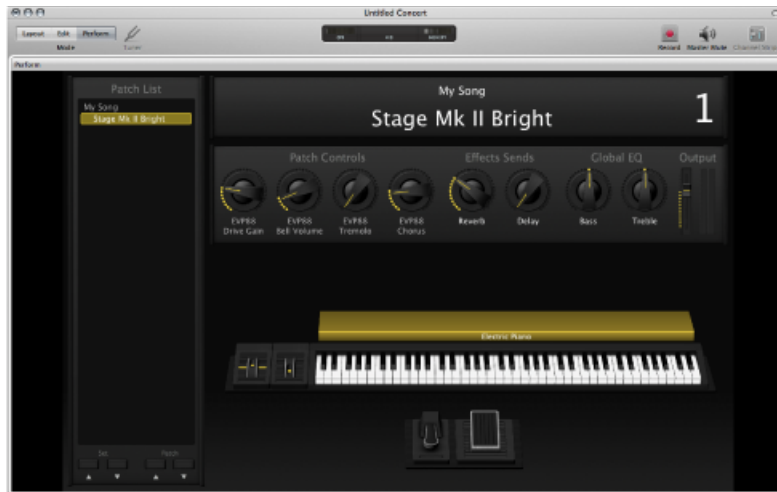 Untitled Concert
Layout Edit Perform
Mode
Tuner
Record Master Mute
Perform
Patch List
My Song
Stage Mk II Bright
My Song
Stage Mk II Bright
1
Patch Controls Effects Sends Global EQ Output
EVP88 Drive Gain
EVP88 Bell Volume
EVP88 Tremolo
EVP88 Chorus
Reverb
Delay
Bass
Treble
Electric Piano
Set Patch